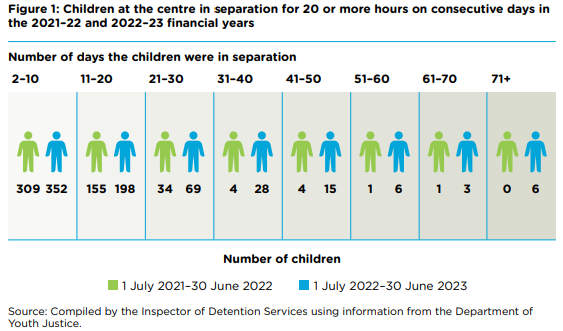 Figure 1: Children at the centre in separation for 20 or more hours on consecutive days in
the 2021–22 and 2022–23 financial years
Number of days the children were in separation
2–10 11–20 21–30 31–40 41–50 51–60 61–70 71+
309 352 155 198 34 69 4 28 4 15 1 6 1 3 0 6
Number of children
1 July 2021–30 June 2022 1 July 2022–30 June 2023
Source: Compiled by the Inspector of Detention Services using information from the Department of
Youth Justice.